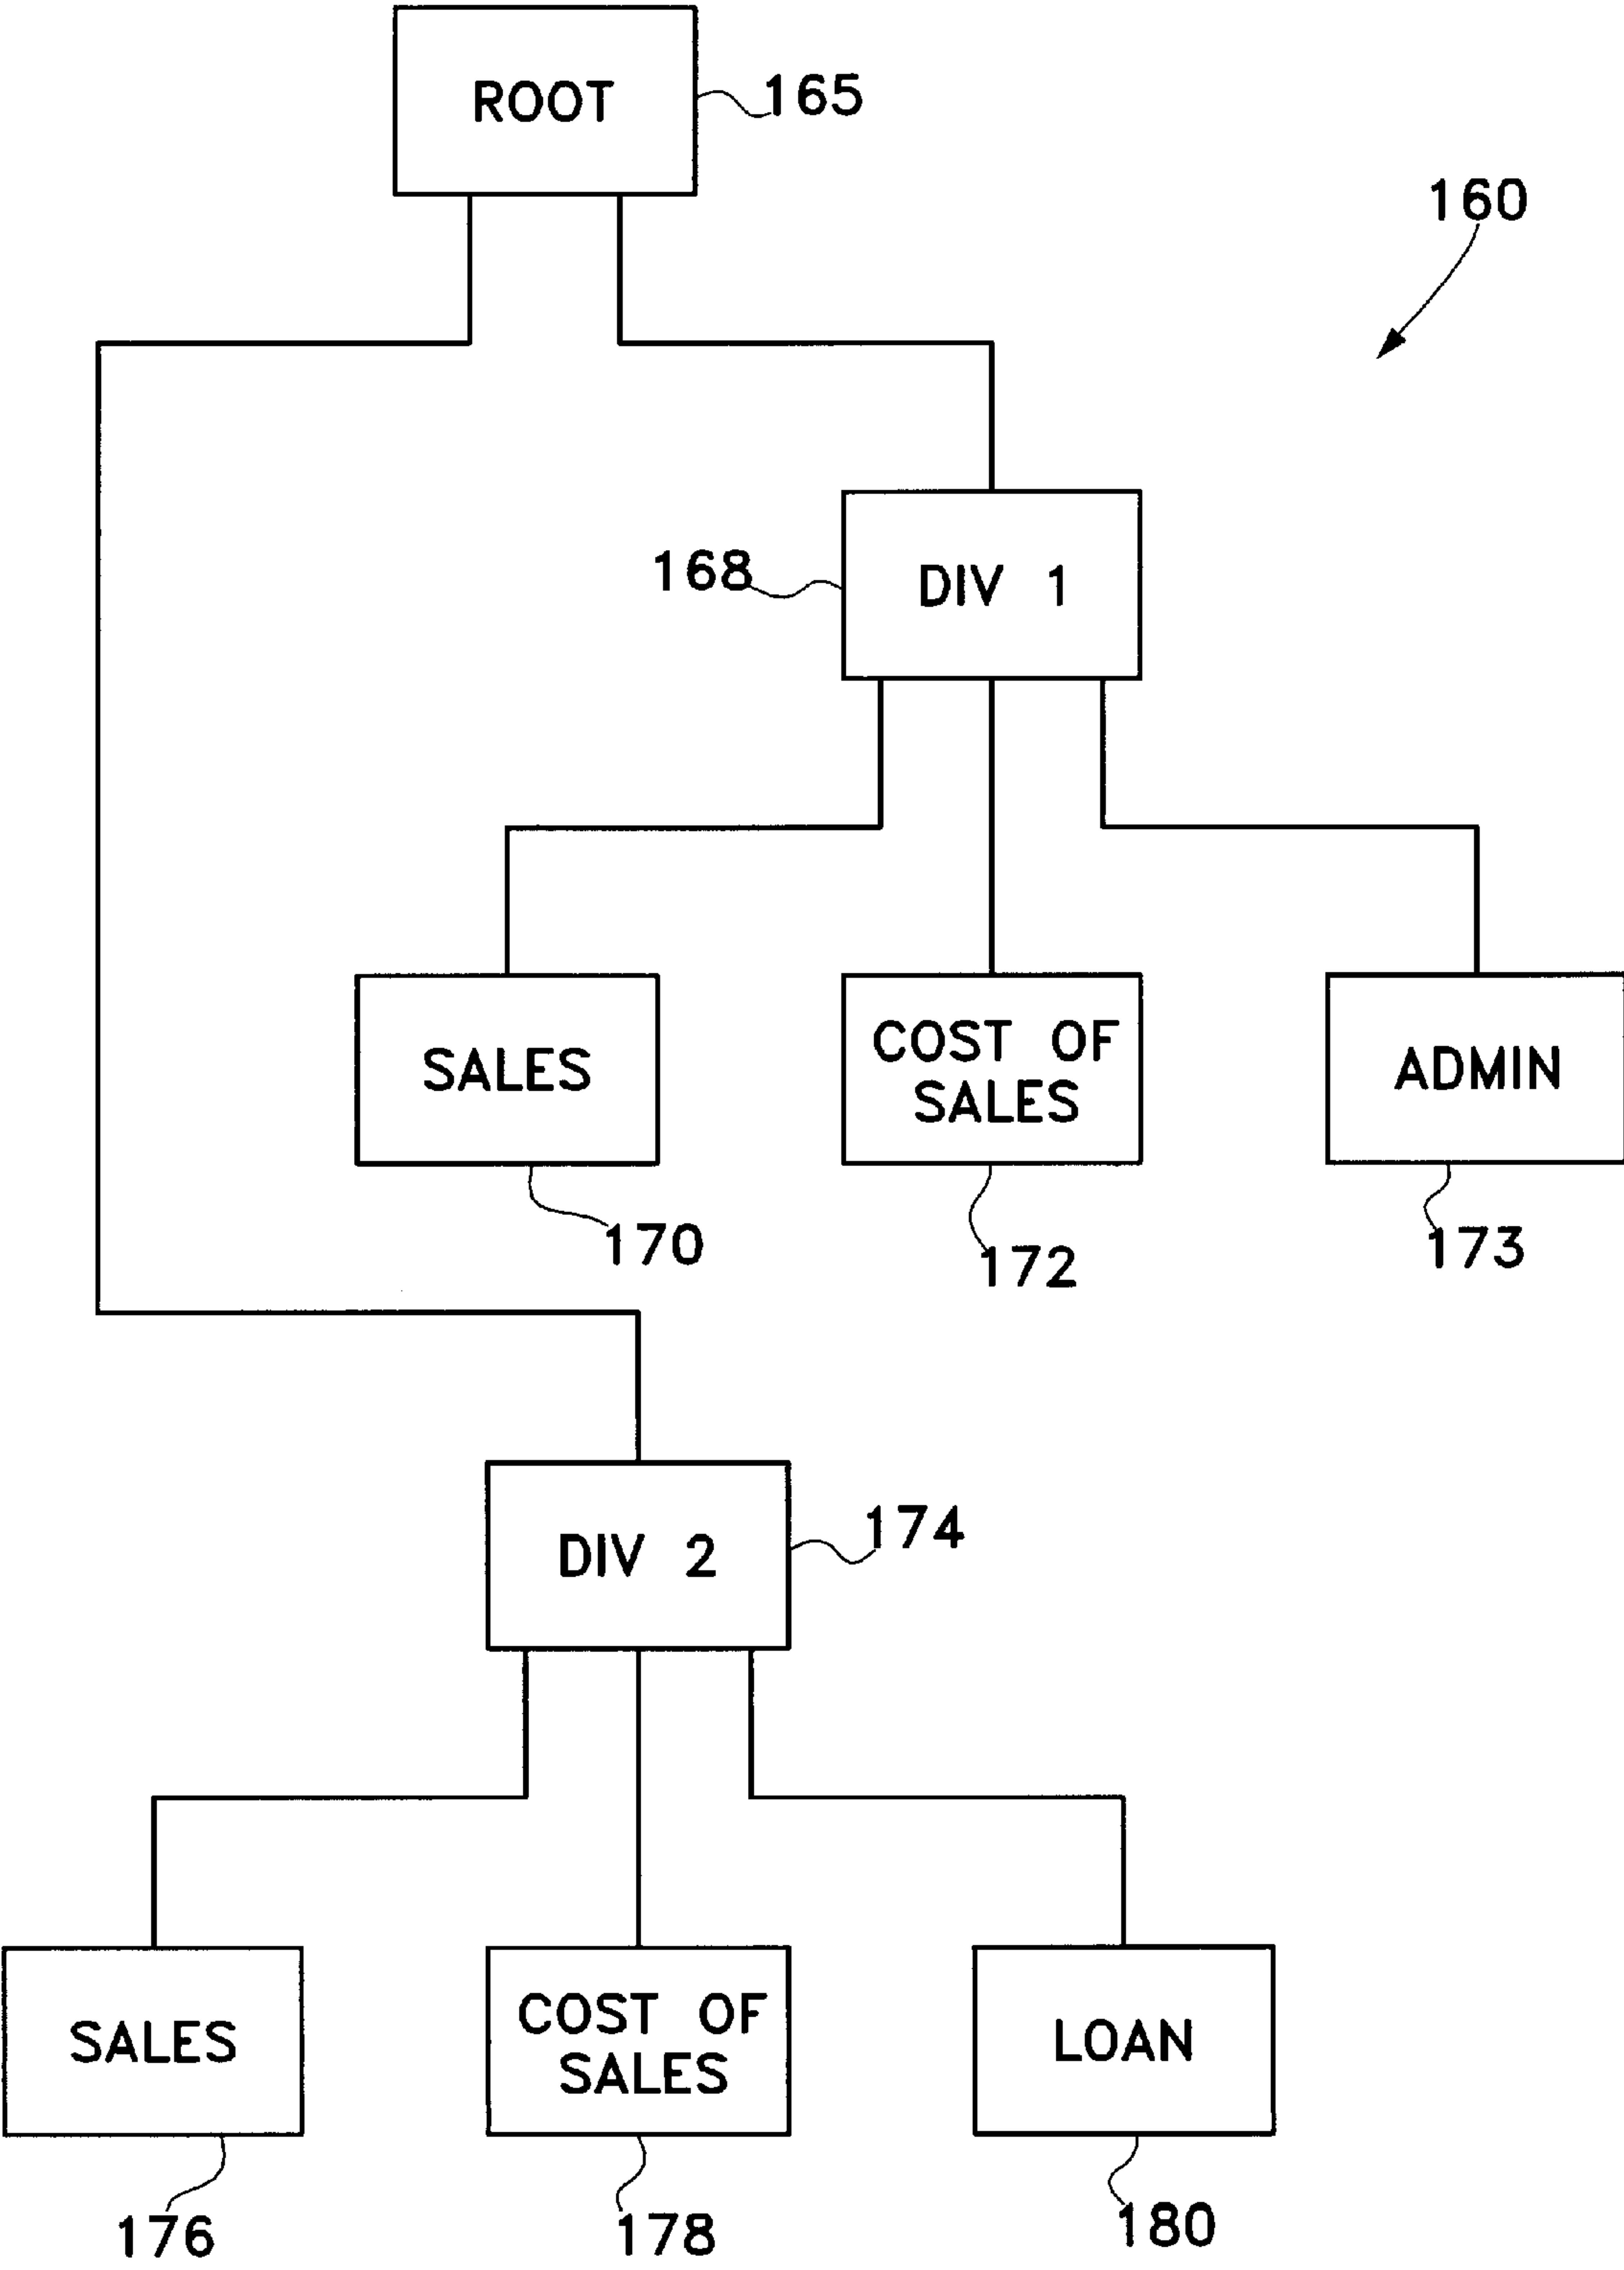 ROOT
165
160
168
DIV 1
SALES
COST OF
SALES
ADMIN
170
172
173
DIV 2
174
SALES
COST OF
SALES
LOAN
176
178
180